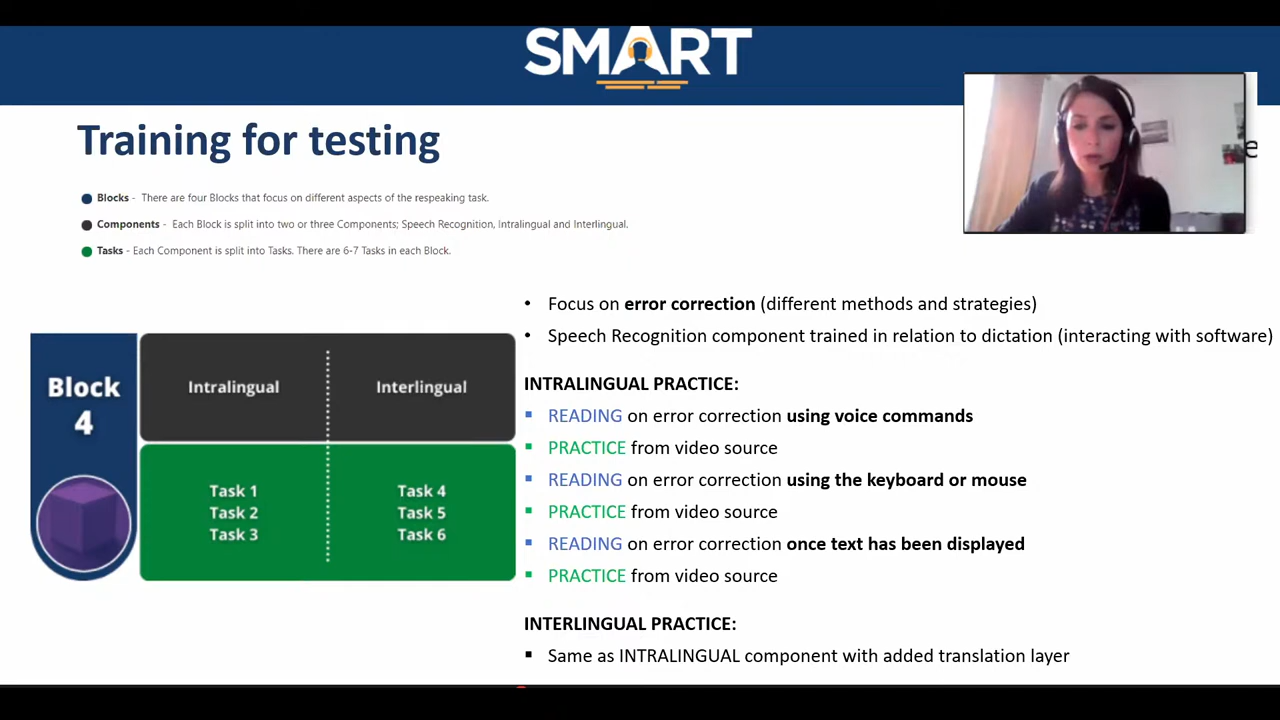 SMART
Training for testing
Blocks - There are four Blocks that focus on different aspects of the respeaking task.
Components - Each Block is split into two or three Components; Speech Recognition, Intralingual and Interlingual.
Tasks - Each Component is split into Tasks. There are 6-7 Tasks in each Block.
Block
4
Intralingual
Interlingual
Task 1
Task 2
Task 3
Task 4
Task 5
Task 6
• Focus on error correction (different methods and strategies)
• Speech Recognition component trained in relation to dictation (interacting with software)
INTRALINGUAL PRACTICE:
▪ READING on error correction using voice commands
▪ PRACTICE from video source
▪ READING on error correction using the keyboard or mouse
▪ PRACTICE from video source
▪ READING on error correction once text has been displayed
▪ PRACTICE from video source
INTERLINGUAL PRACTICE:
▪ Same as INTRALINGUAL component with added translation layer